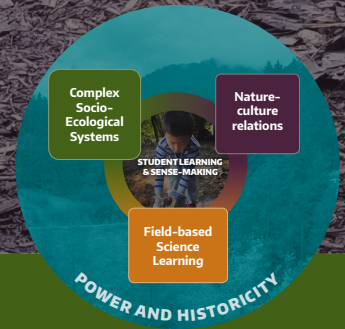 Complex
Socio-
Ecological
Systems
Nature-
culture
relations
STUDENT LEARNING
& SENSE-MAKING
Field-based
Science
Learning
POWER AND HISTORICITY